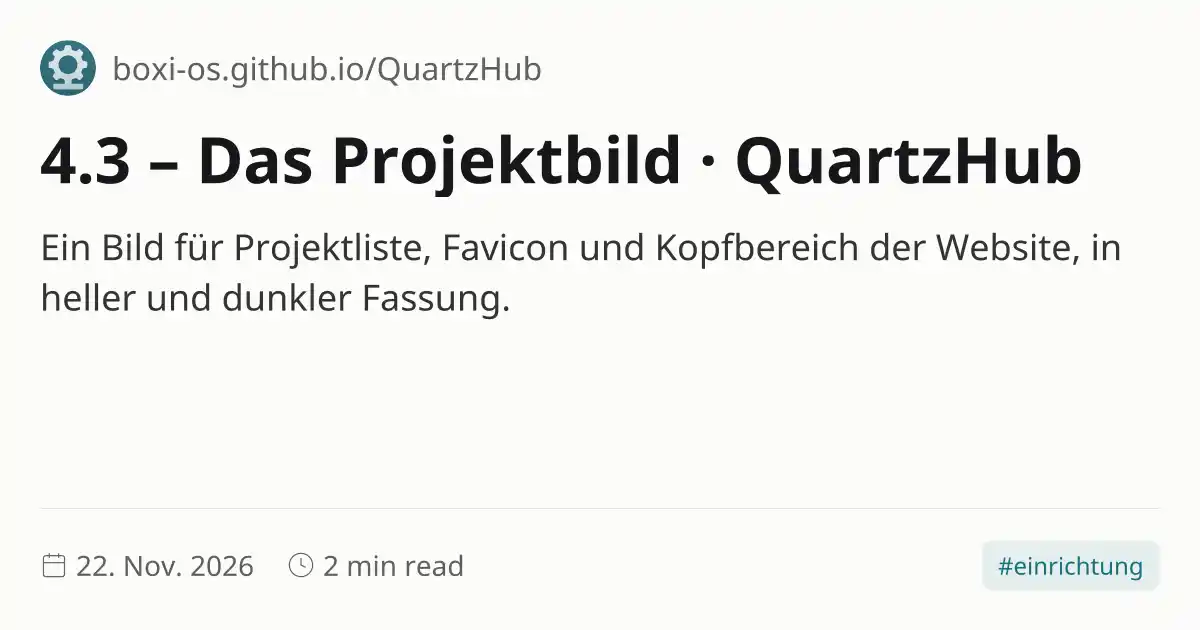 boxi-os.github.io/QuartzHub
4.3 – Das Projektbild · QuartzHub
Ein Bild für Projektliste, Favicon und Kopfbereich der Website, in
heller und dunkler Fassung.
22. Nov. 2026 2 min read
#einrichtung